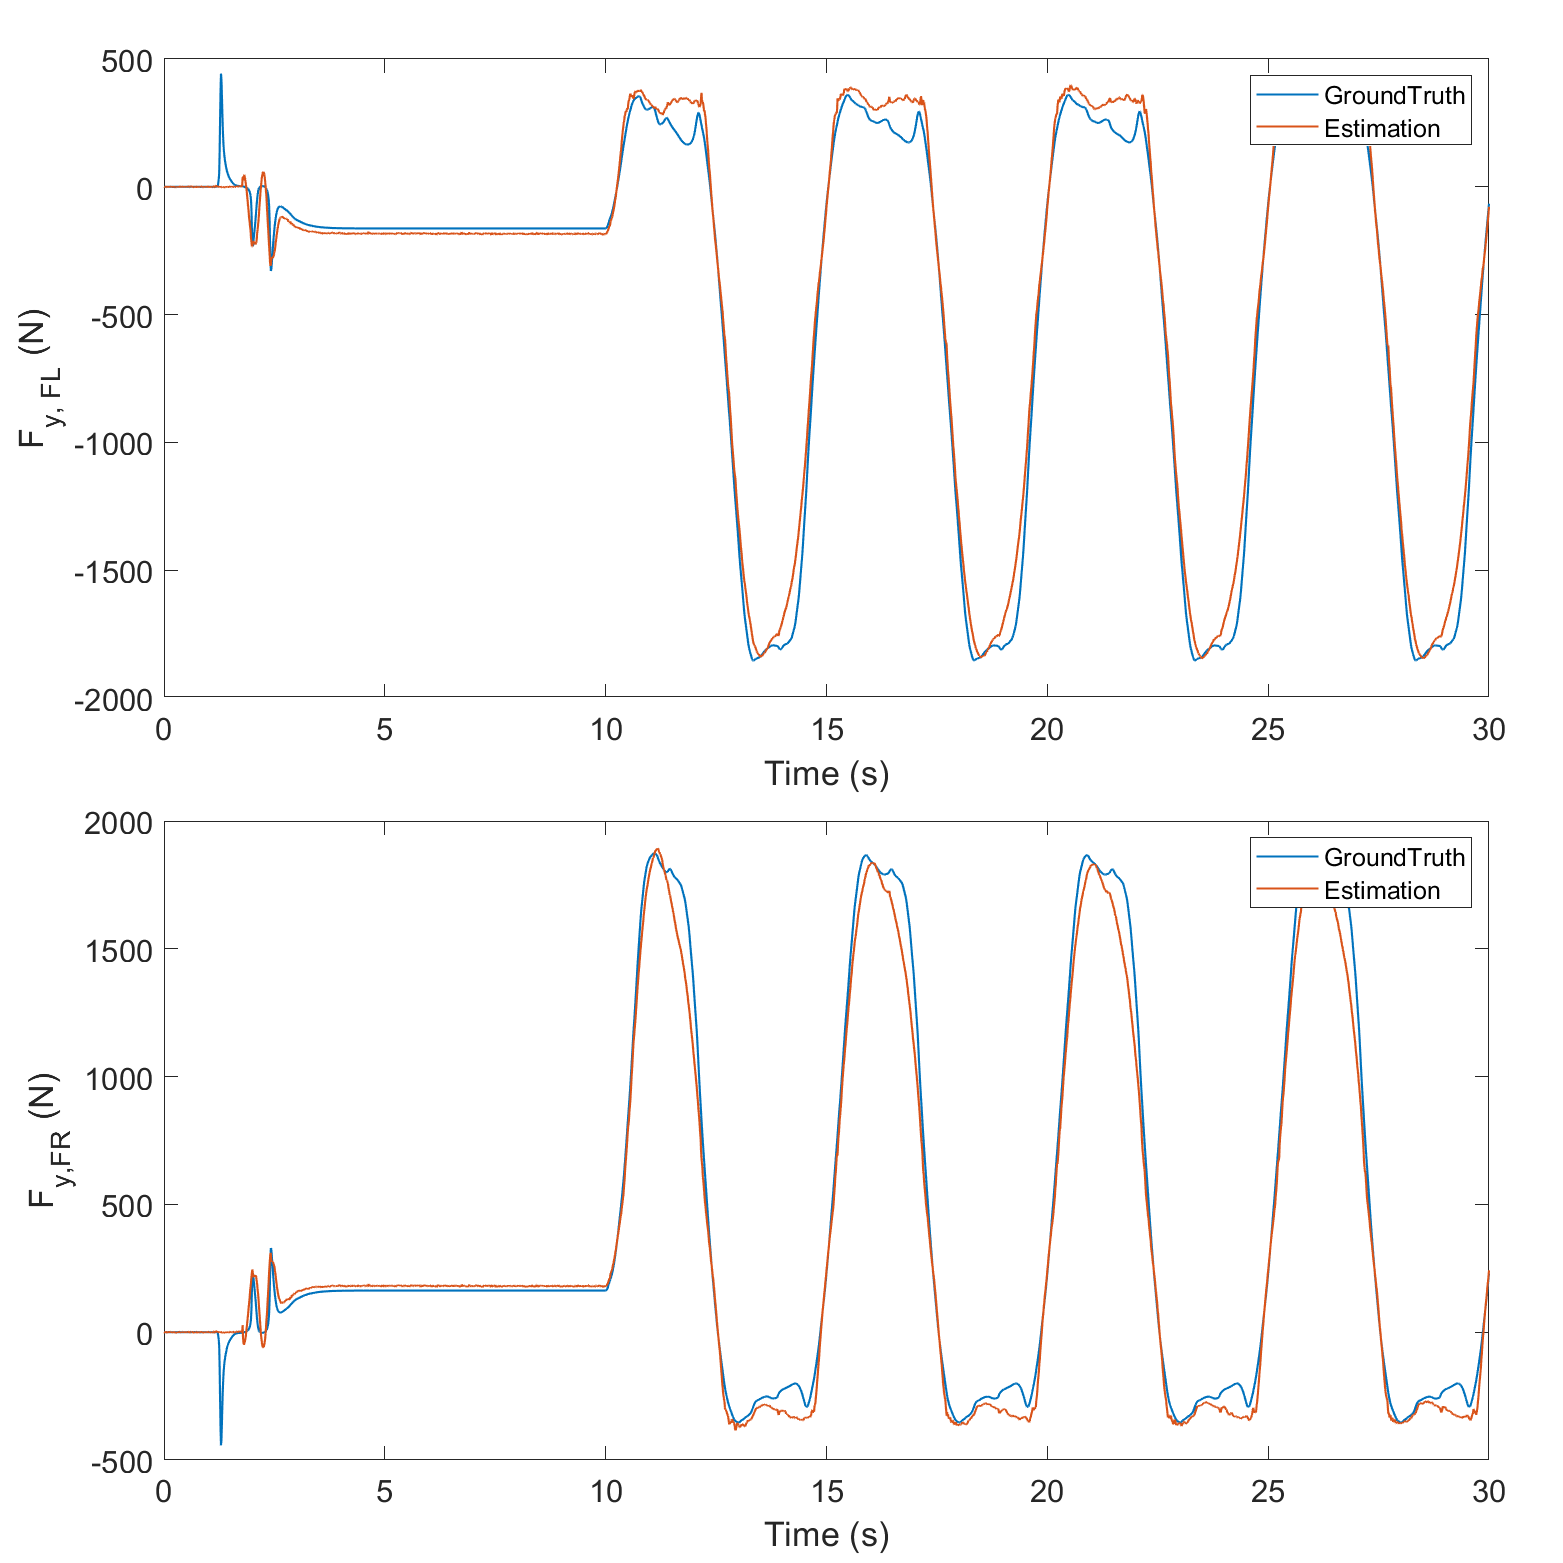 500
0
-500
-1000
-1500
-2000
F y, FL (N)
GroundTruth
Estimation
0 5 10 15 20 25 30
Time (s)
2000
1500
1000
500
0
-500
F y,FR (N)
GroundTruth
Estimation
0 5 10 15 20 25 30
Time (s)